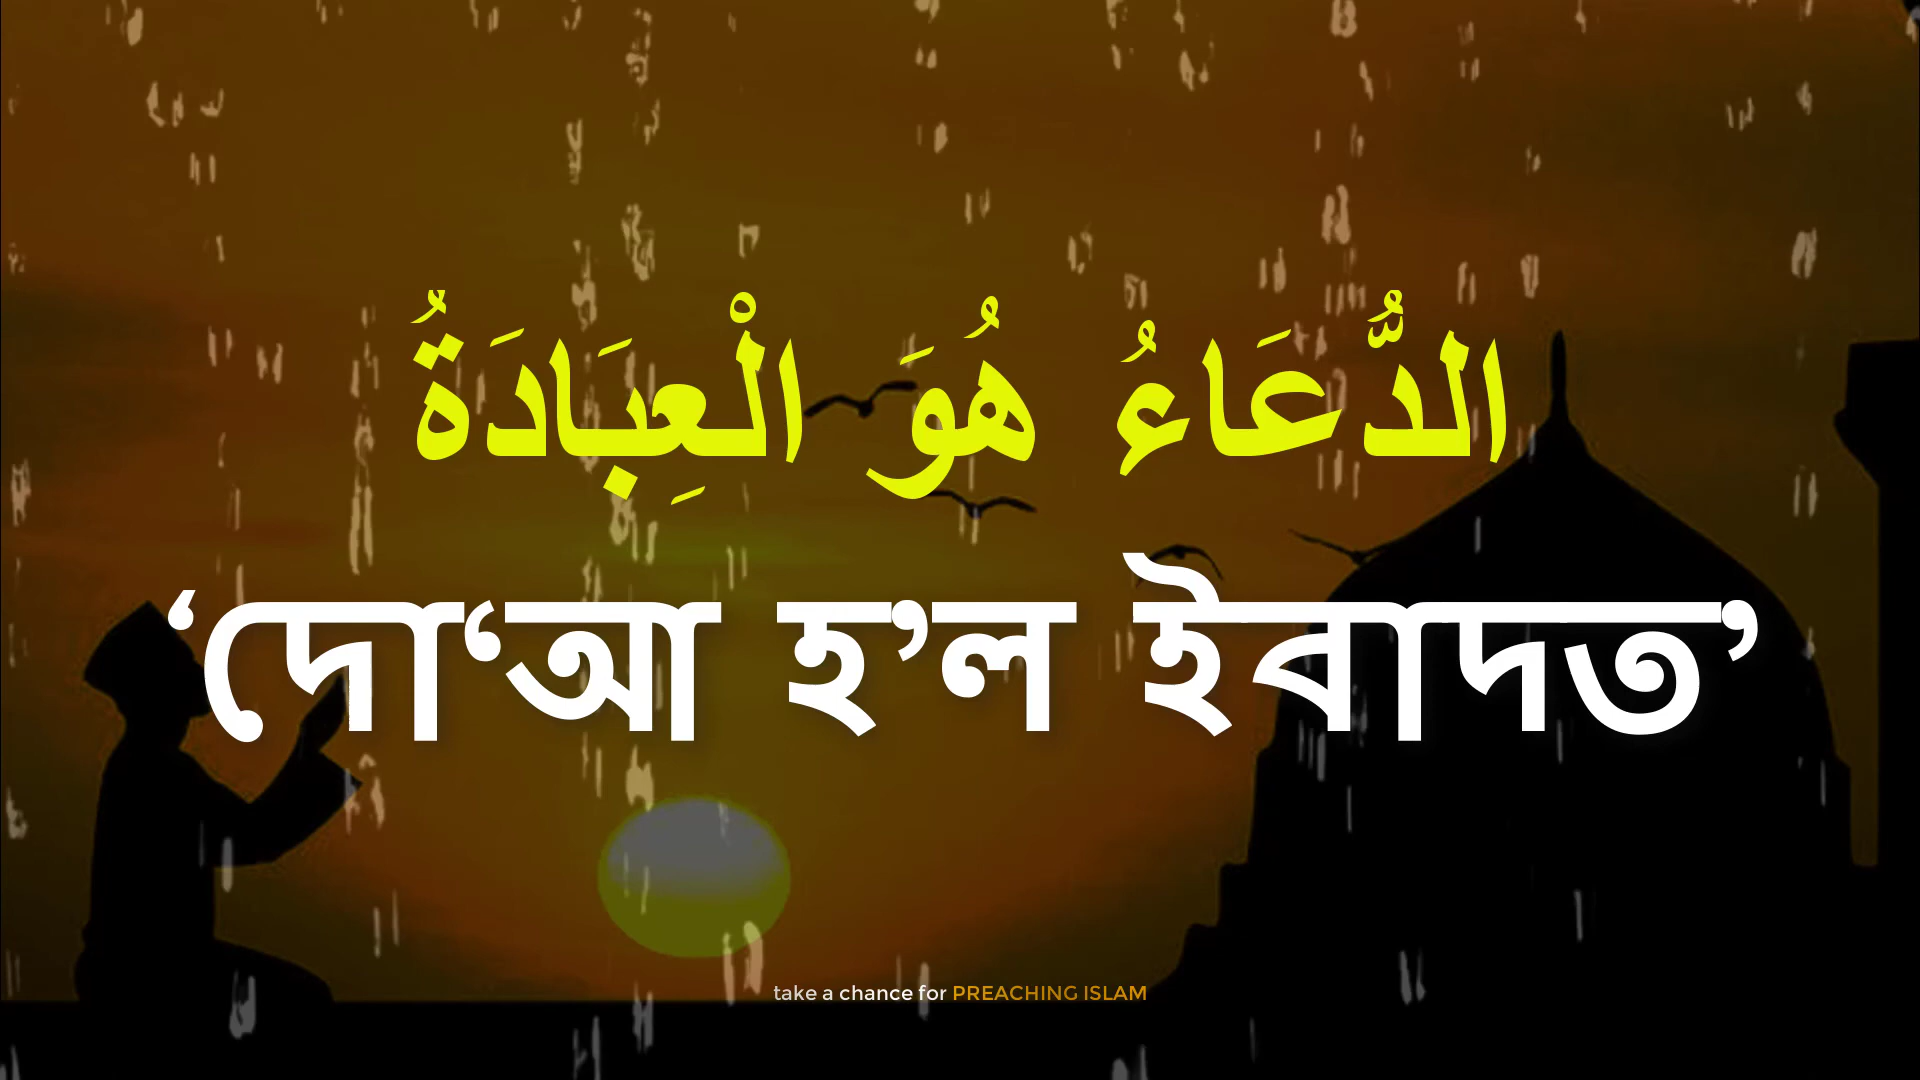 الدُّعَاءُ هُوَ الْعِبَادَةُ
‘দো‘আ হ’ল ইবাদত’
take a chance for PREACHING ISLAM